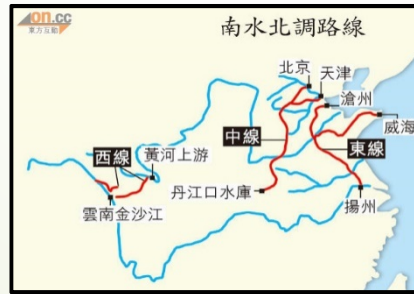 on.cc
東方互動
南水北調路線
北京
天津
滄州
威海
中線
東線
西線
黃河上游
丹江口水庫
揚州
雲南金沙江